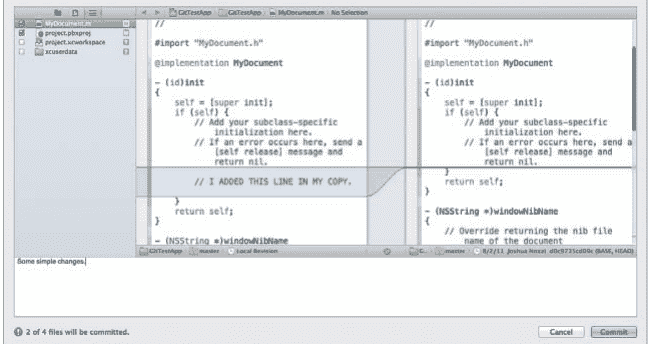 GitTestApp GitTestApp MyDocument.m No Selection
MyDocument.m
project.pbxproj
project.xcworkspace
xcuserdata
//
#import "MyDocument.h"
@implementation MyDocument
- (id)init
{
self = [super init];
if (self) {
// Add your subclass-specific
initialization here.
// If an error occurs here, send a
[self release] message and
return nil.
// I ADDED THIS LINE IN MY COPY.
}
return self;
}
- (NSString *)windowNibName
GitTestApp master Local Revision
//
#import "MyDocument.h"
@implementation MyDocument
- (id)init
{
self = [super init];
if (self) {
// Add your subclass-specific
initialization here.
// If an error occurs here, send a
[self release] message and
return nil.
}
return self;
}
- (NSString *)windowNibName
{
// Override returning the nib file
name of the document
G... master 8/2/11 Joshua (BASE, HEAD)
Some simple changes.
2 of 4 files will be committed.
Cancel
Commit